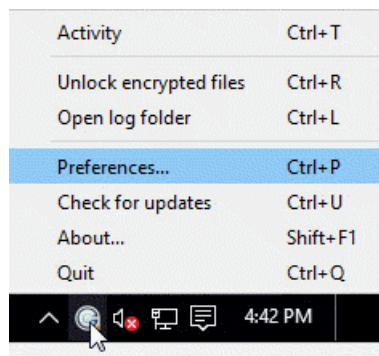 Activity Ctrl+T
Unlock encrypted files Ctrl+R
Open log folder Ctrl+L
Preferences... Ctrl+P
Check for updates Ctrl+U
About... Shift+F1
Quit Ctrl+Q
4:42 PM